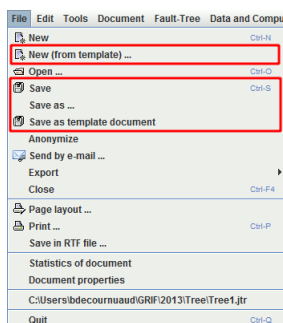 File Edit Tools Document Fault-Tree Data and Compu
New Ctrl-N
New (from template) ...
Open ... Ctrl-O
Save Ctrl-S
Save as ...
Save as template document
Anonymize
Send by e-mail ...
Export
Close Ctrl-F4
Page layout ...
Print ... Ctrl-P
Save in RTF file ...
Statistics of document
Document properties
C:\Users\bdecournuaud\GRIF\2013\Tree\Tree1.jtr
Quit Ctrl-Q